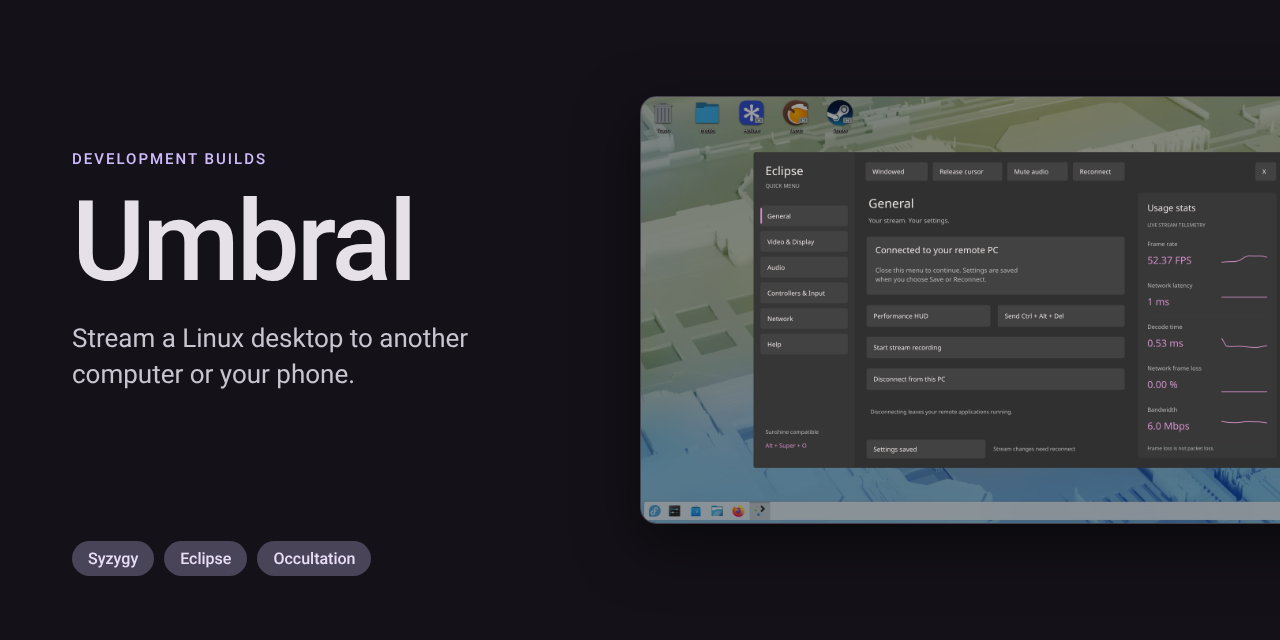 DEVELOPMENT BUILDS
Umbral
Stream a Linux desktop to another
computer or your phone.
Syzygy
Eclipse
Occultation
Eclipse
QUICK MENU
General
Video & Display
Audio
Controllers & Input
Network
Help
Sunshine compatible
Alt + Super + O
Windowed
Release cursor
Mute audio
Reconnect
X
General
Your stream. Your settings.
Connected to your remote PC
Close this menu to continue. Settings are saved
when you choose Save or Reconnect.
Performance HUD
Send Ctrl + Alt + Del
Start stream recording
Disconnect from this PC
Disconnecting leaves your remote applications running.
Settings saved
Stream changes need reconnect
Usage stats
LIVE STREAM TELEMETRY
Frame rate
52.37 FPS
Network latency
1 ms
Decode time
0.53 ms
Network frame loss
0.00 %
Bandwidth
6.0 Mbps
Frame loss is not packet loss.